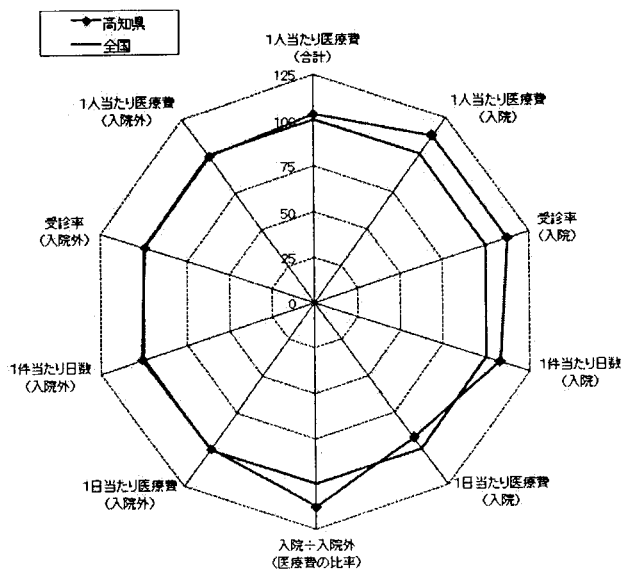 高知県
全国
1人当たり医療費
(合計)
125
100
75
50
25
0
1人当たり医療費
(入院)
受診率
(入院)
1件当たり日数
(入院)
1日当たり医療費
(入院)
入院÷入院外
(医療費の比率)
1日当たり医療費
(入院外)
1件当たり日数
(入院外)
受診率
(入院外)
1人当たり医療費
(入院外)